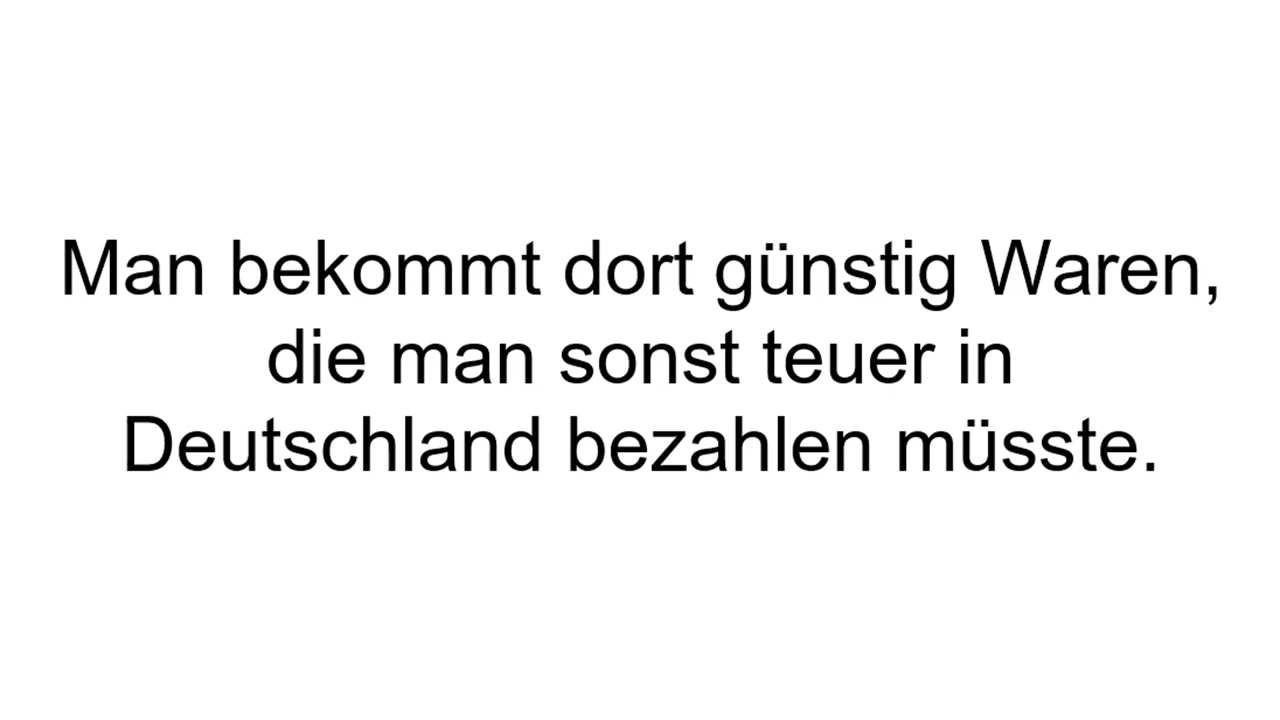 Man bekommt dort günstig Waren,
die man sonst teuer in
Deutschland bezahlen müsste.